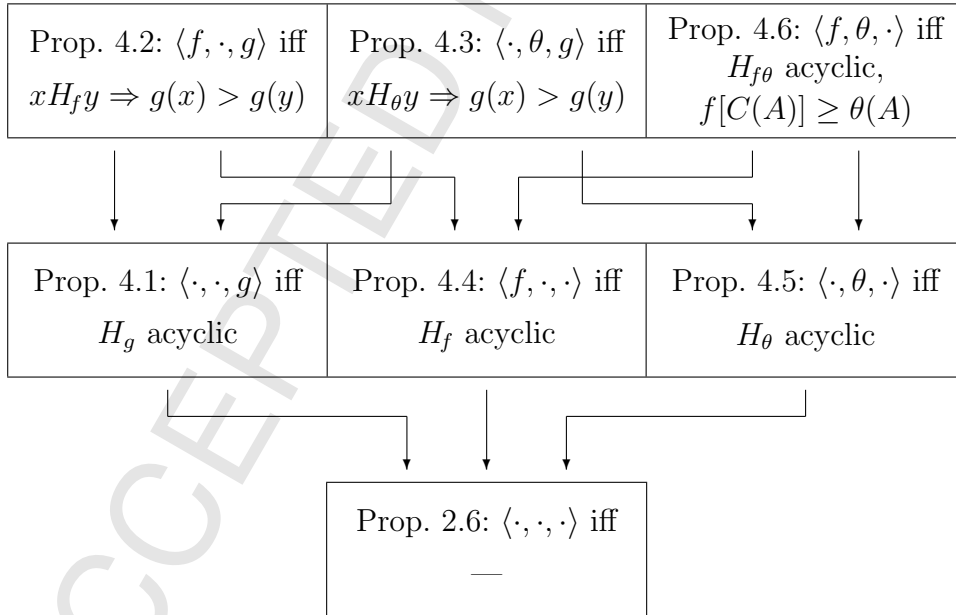 Prop. 4.2: ⟨f, ·, g⟩ iff
xH_f y ⇒ g(x) > g(y)
Prop. 4.3: ⟨·, θ, g⟩ iff
xH_θ y ⇒ g(x) > g(y)
Prop. 4.6: ⟨f, θ, ·⟩ iff
H_{fθ} acyclic,
f[C(A)] ≥ θ(A)
Prop. 4.1: ⟨·, ·, g⟩ iff
H_g acyclic
Prop. 4.4: ⟨f, ·, ·⟩ iff
H_f acyclic
Prop. 4.5: ⟨·, θ, ·⟩ iff
H_θ acyclic
Prop. 2.6: ⟨·, ·, ·⟩ iff
—
CCEPTED